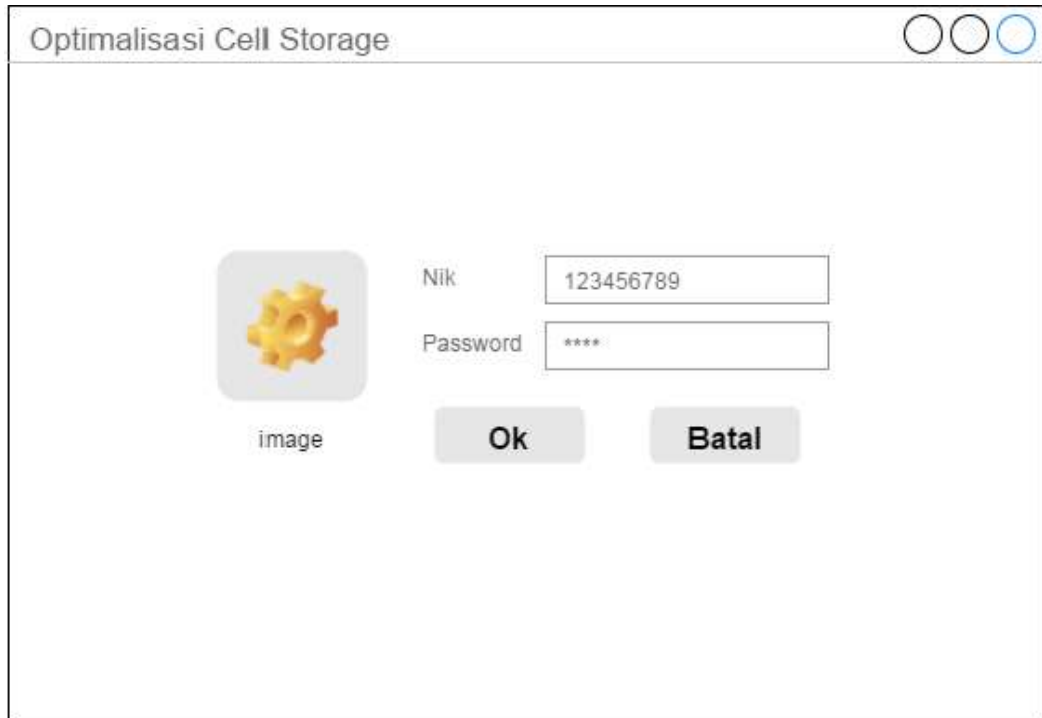 Optimalisasi Cell Storage
Nik
123456789
Password
****
image
Ok
Batal